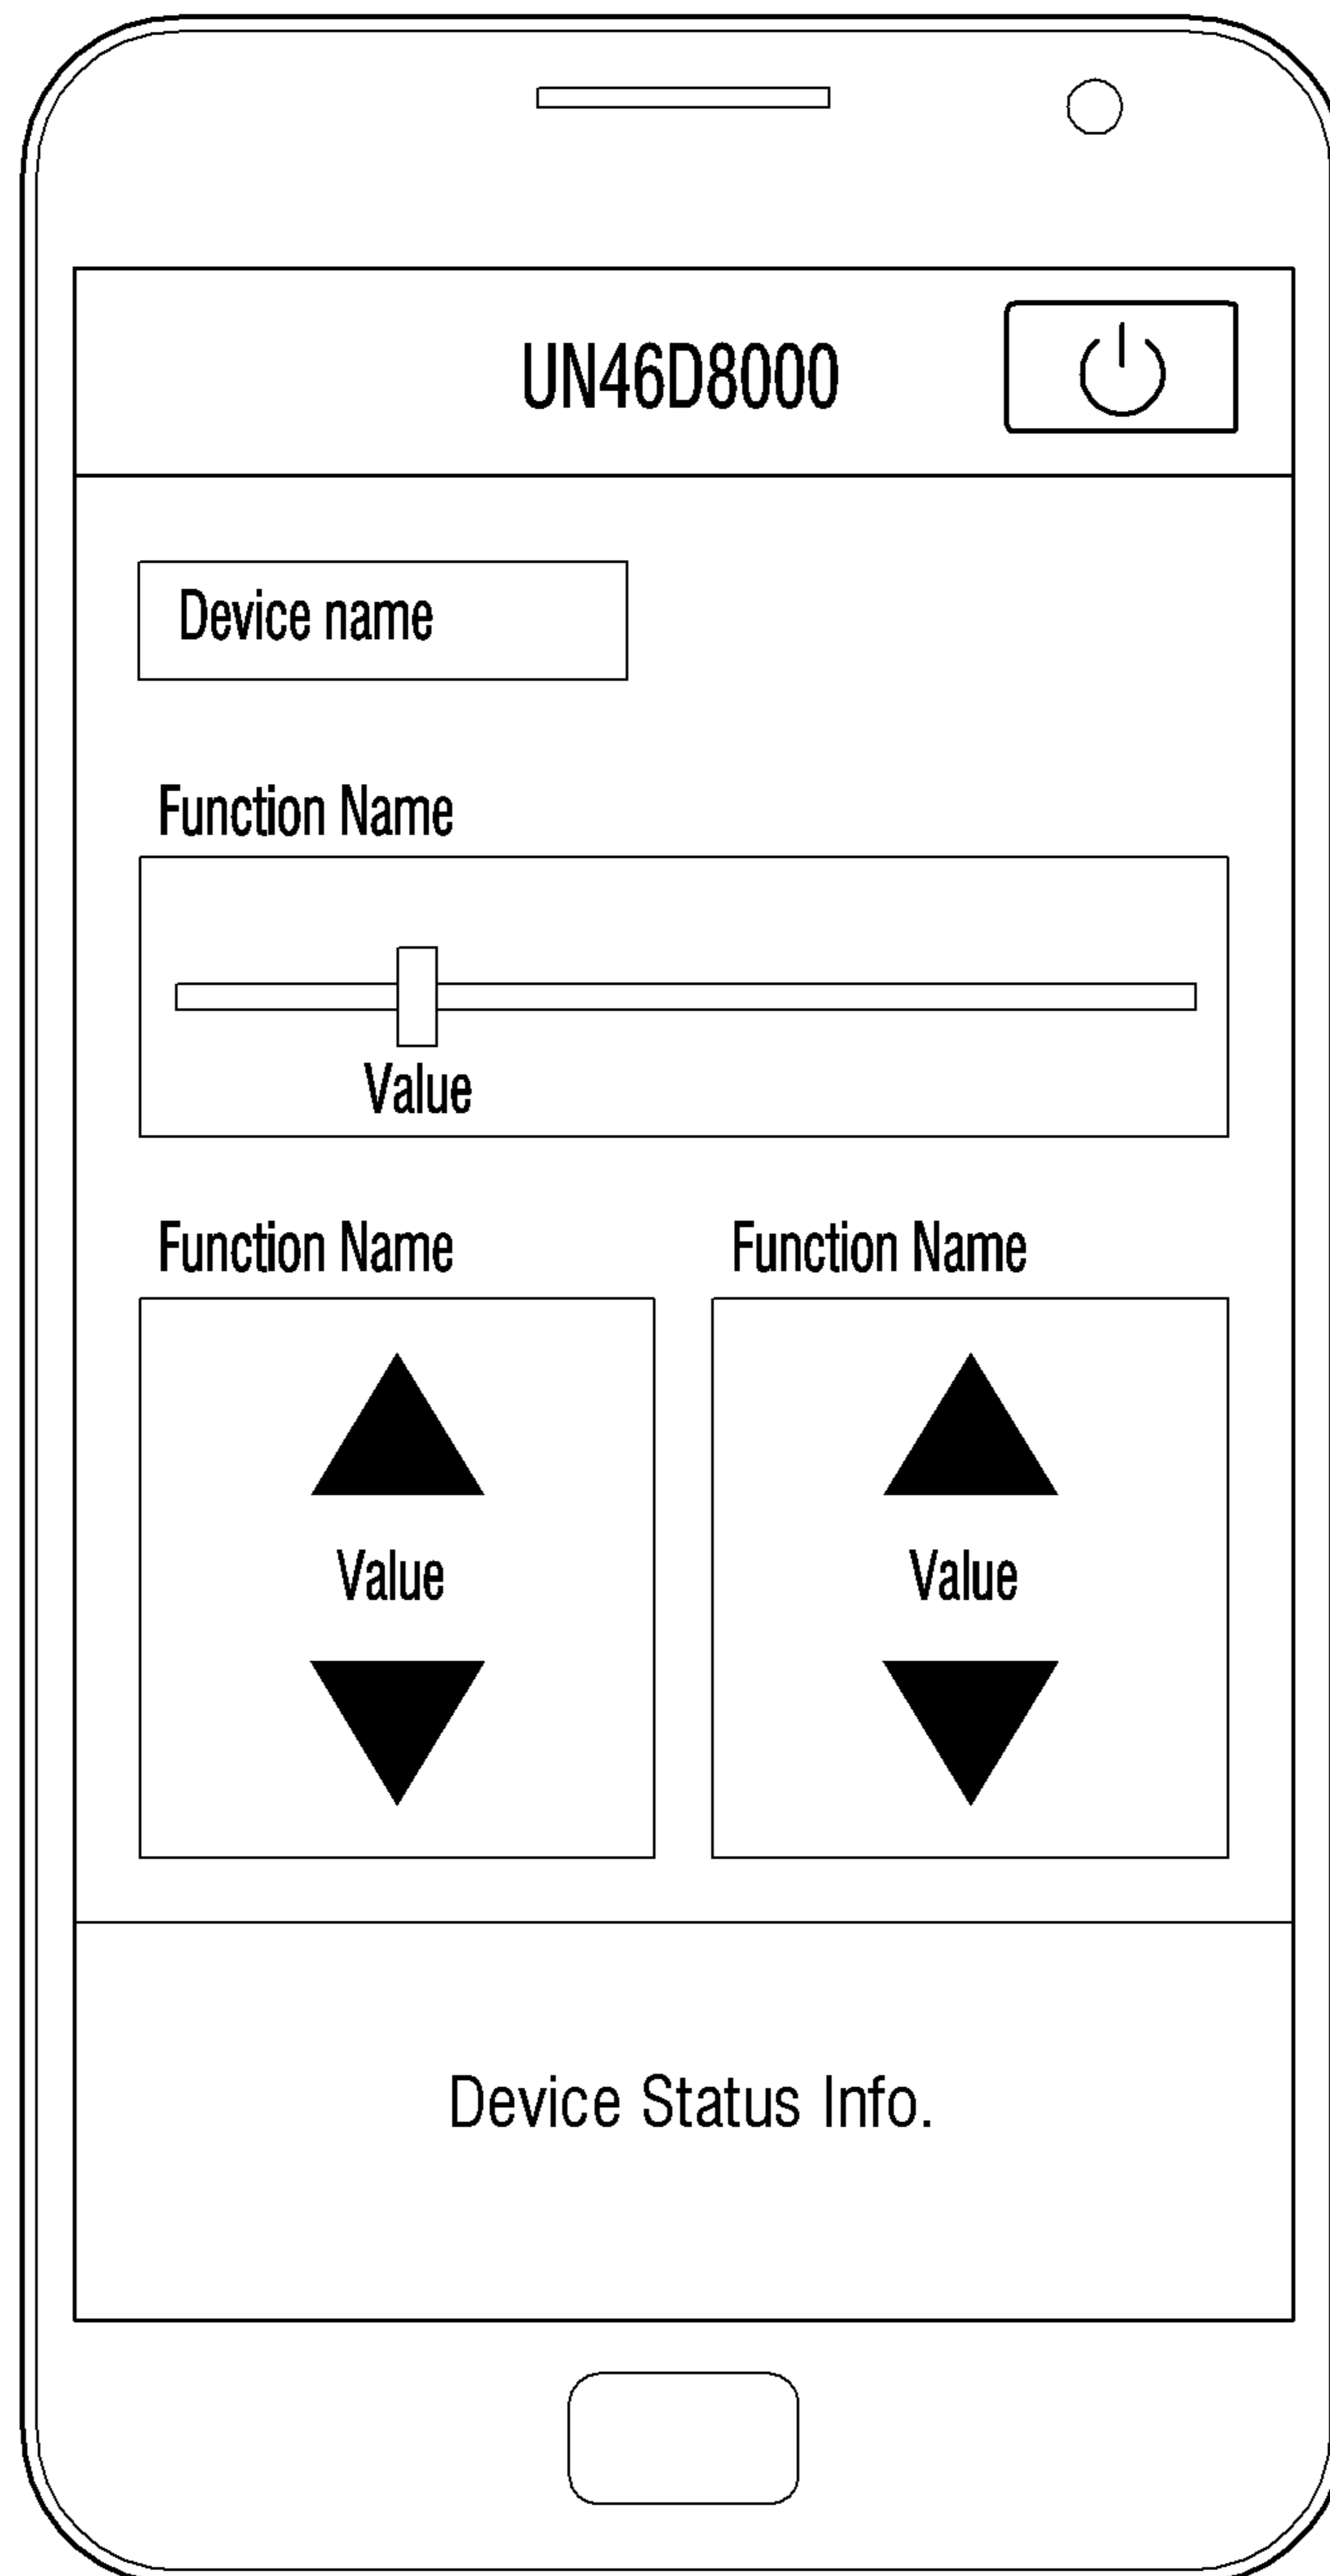 UN46D8000
Device name
Function Name
Value
Function Name Function Name
Value Value
Device Status Info.